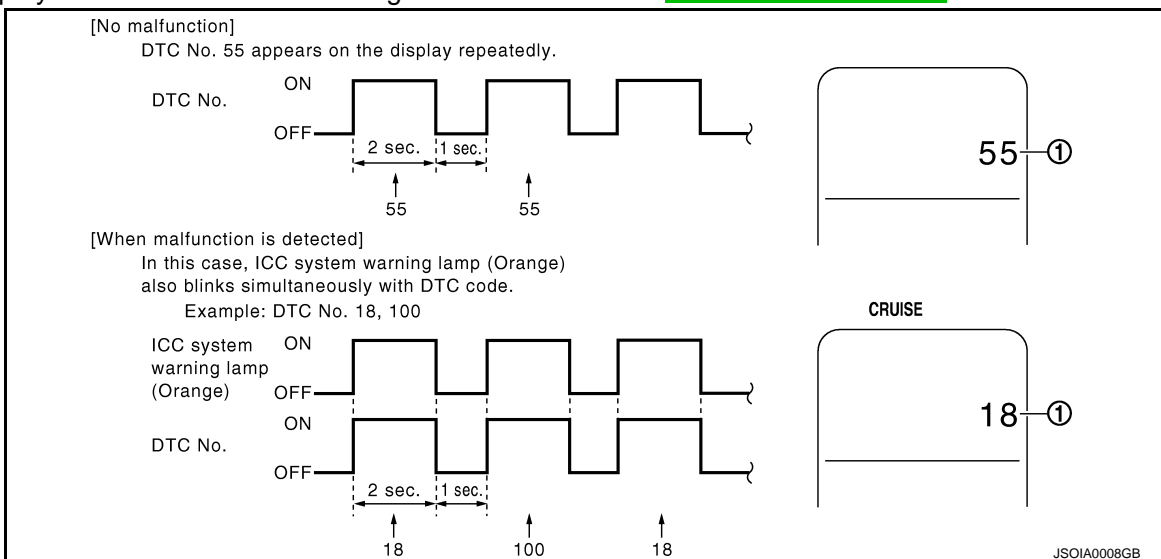 [No malfunction]
DTC No. 55 appears on the display repeatedly.
DTC No.
ON
OFF
2 sec.
1 sec.
55
55
55
①
[When malfunction is detected]
In this case, ICC system warning lamp (Orange)
also blinks simultaneously with DTC code.
Example: DTC No. 18, 100
ICC system
warning lamp
(Orange)
ON
OFF
DTC No.
ON
OFF
2 sec.
1 sec.
18
100
18
CRUISE
18
①
JSOIA0008GB